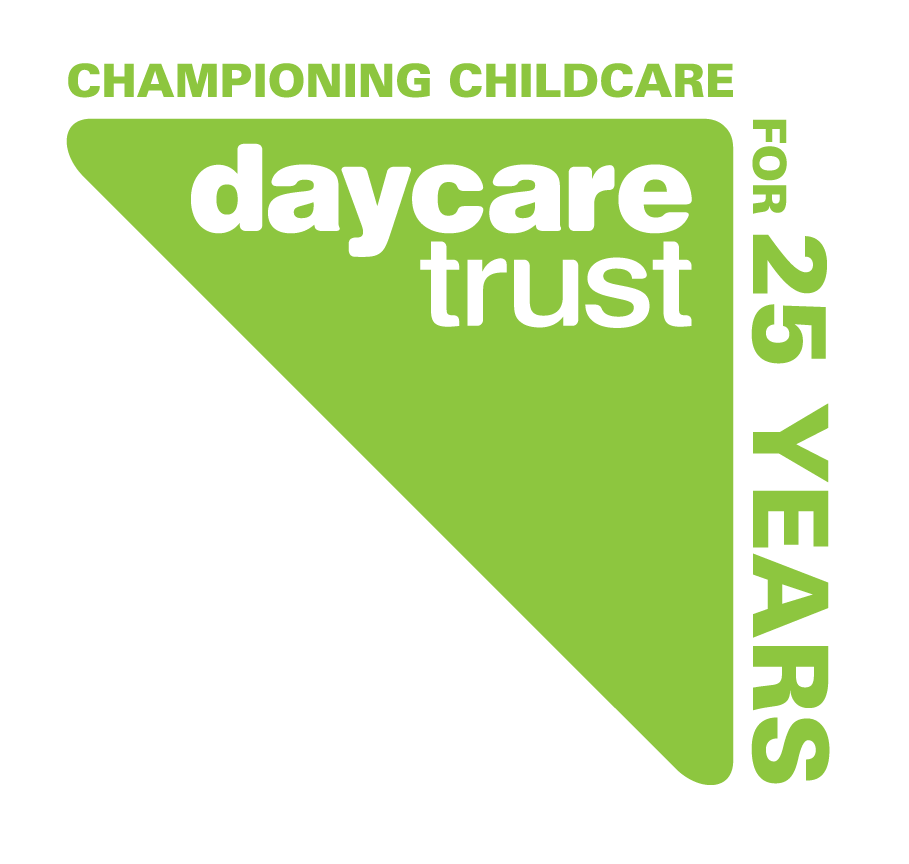 CHAMPIONING CHILDCARE
FOR 25 YEARS
daycare
trust